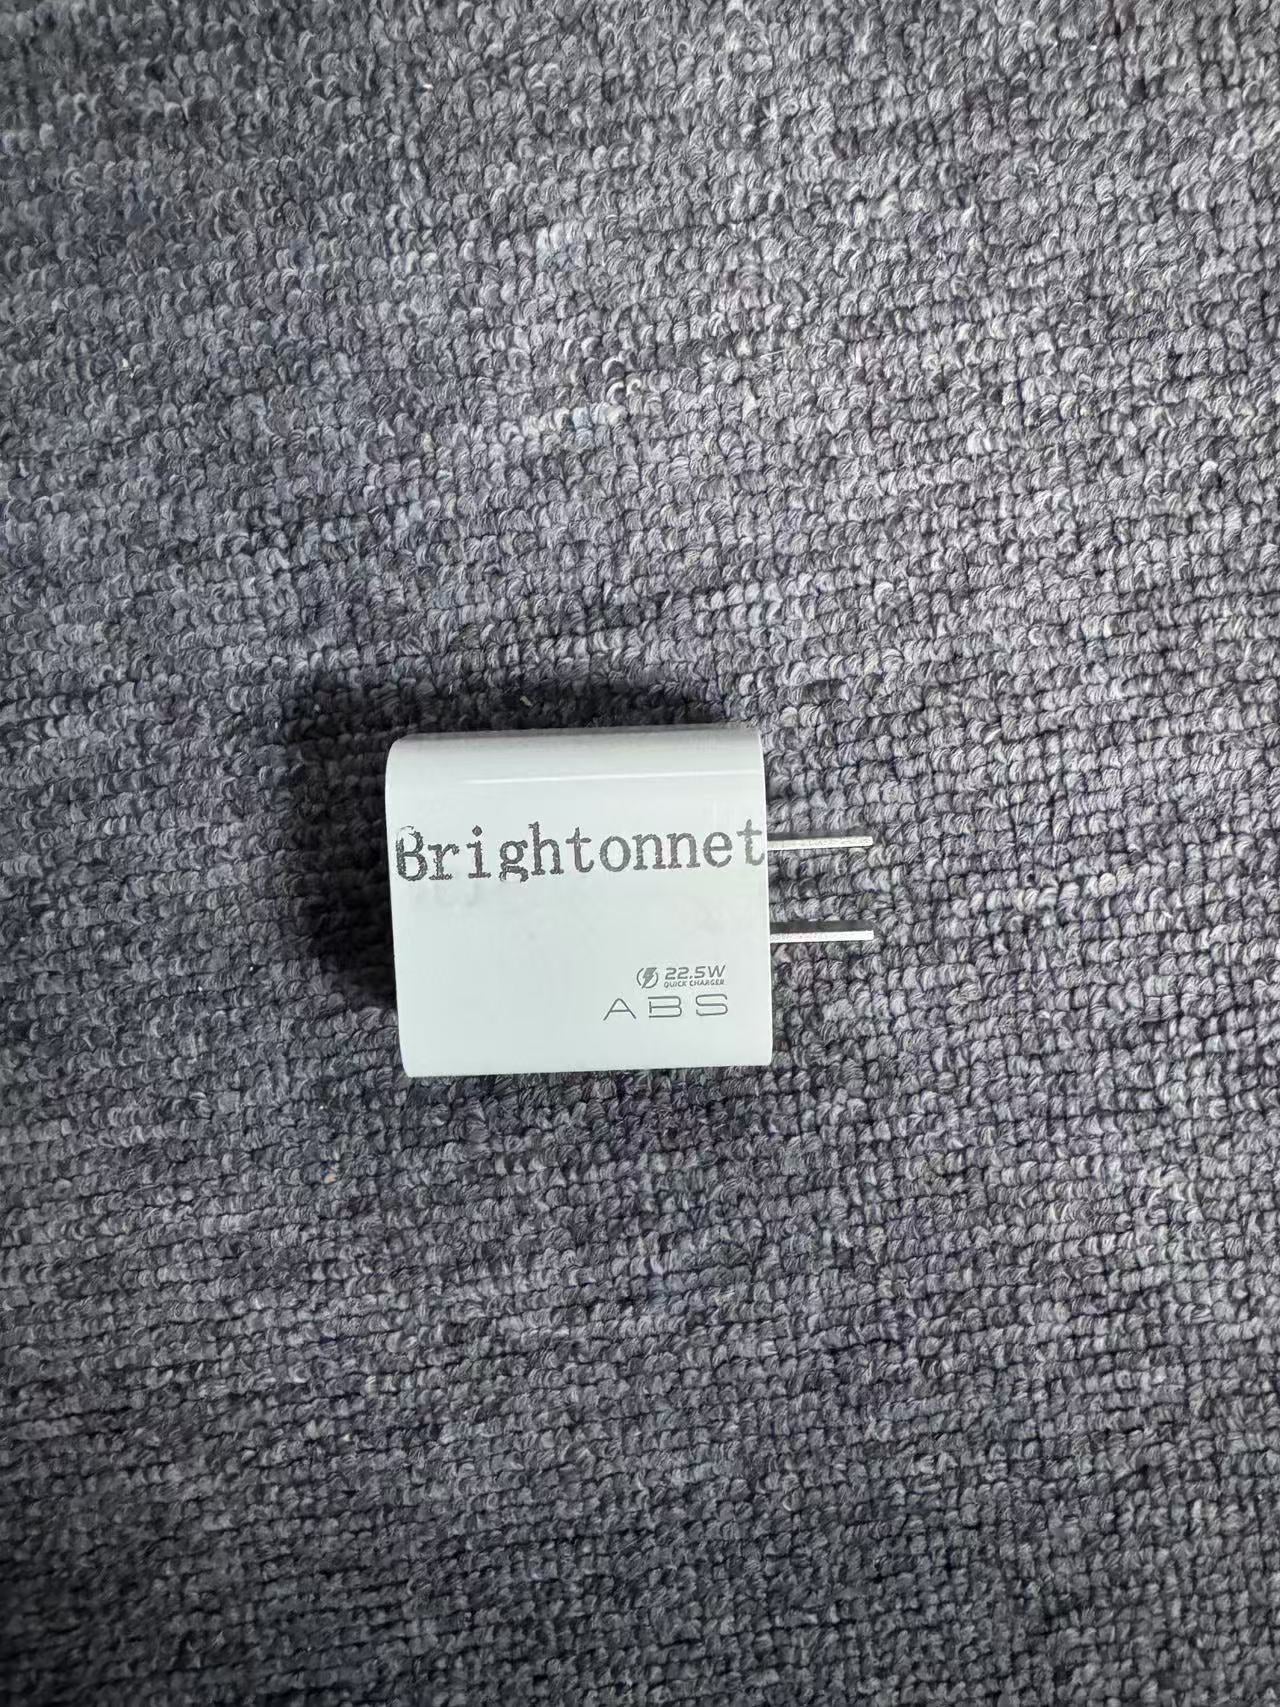 Brightonnet
22.5W
QUICK CHARGER
ABS